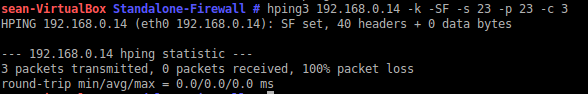 sean-VirtualBox Standalone-Firewall # hping3 192.168.0.14 -k -SF -s 23 -p 23 -c 3
HPING 192.168.0.14 (eth0 192.168.0.14): SF set, 40 headers + 0 data bytes
--- 192.168.0.14 hping statistic ---
3 packets transmitted, 0 packets received, 100% packet loss
round-trip min/avg/max = 0.0/0.0/0.0 ms